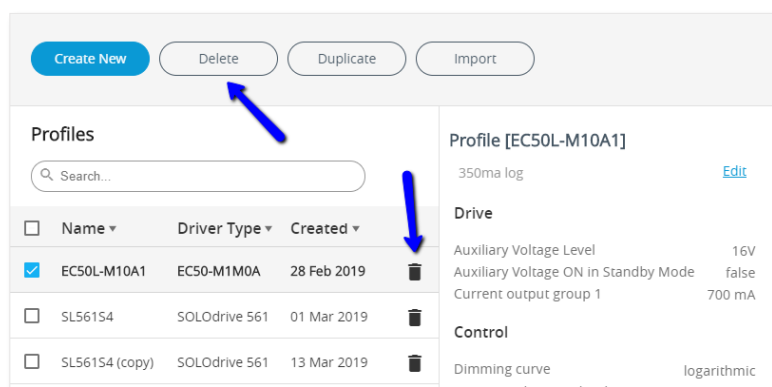 Create New Delete Duplicate Import
Profiles
Search...
Name Driver Type Created
EC50L-M10A1 EC50-M1M0A 28 Feb 2019
SL561S4 SOLOdrive 561 01 Mar 2019
SL561S4 (copy) SOLOdrive 561 13 Mar 2019
Profile [EC50L-M10A1]
350ma log Edit
Drive
Auxiliary Voltage Level 16V
Auxiliary Voltage ON in Standby Mode false
Current output group 1 700 mA
Control
Dimming curve logarithmic